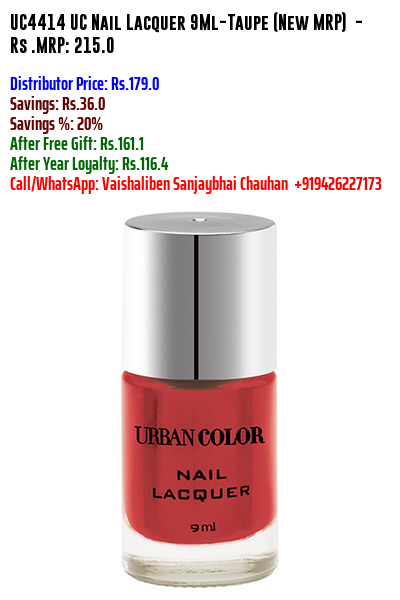 UC4414 UC Nail Lacquer 9Ml-Taupe (New MRP) -
Rs .MRP: 215.0
Distributor Price: Rs.179.0
Savings: Rs.36.0
Savings %: 20%
After Free Gift: Rs.161.1
After Year Loyalty: Rs.116.4
Call/WhatsApp: Vaishaliben Sanjaybhai Chauhan +919426227173
URBAN COLOR
NAIL
LACQUER
9ml